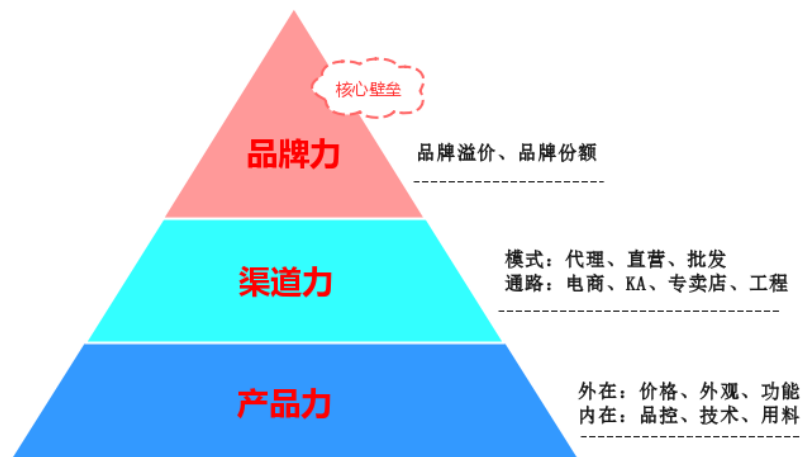 核心壁垒
品牌力
品牌溢价、品牌份额
渠道力
模式：代理、直营、批发
通路：电商、KA、专卖店、工程
产品力
外在：价格、外观、功能
内在：品控、技术、用料